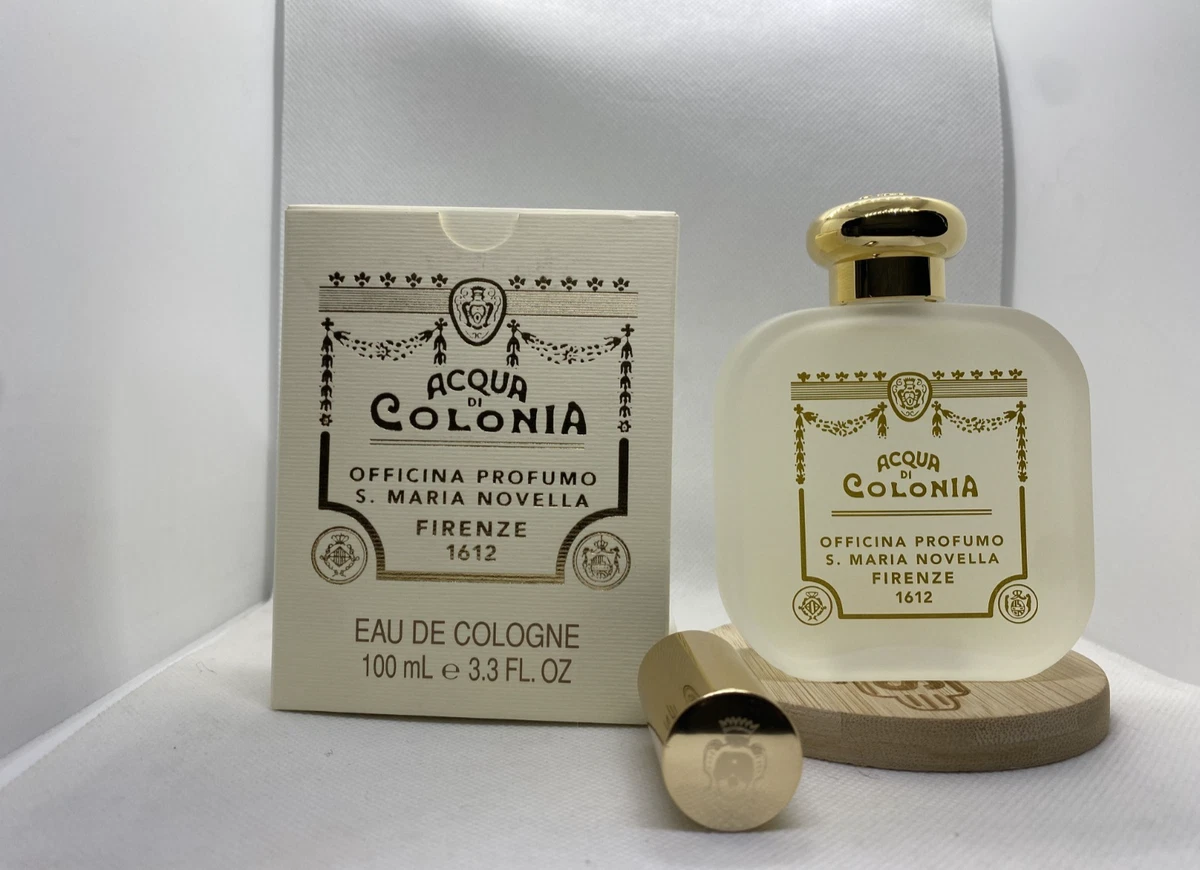 ACQUA
DI
COLONIA
OFFICINA PROFUMO
S. MARIA NOVELLA
FIRENZE
1612
EAU DE COLOGNE
100 mL ℮ 3.3 FL. OZ
ACQUA
DI
COLONIA
OFFICINA PROFUMO
S. MARIA NOVELLA
FIRENZE
1612